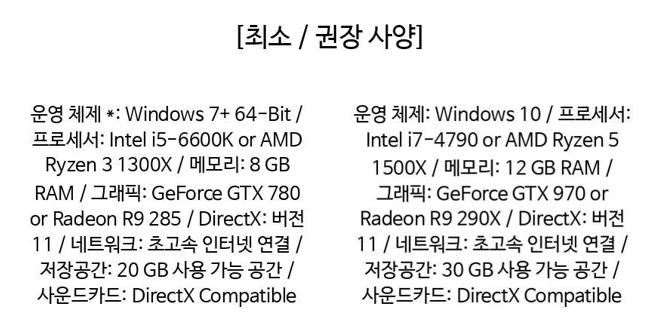 [최소 / 권장 사양]
운영 체제 *: Windows 7+ 64-Bit /
프로세서: Intel i5-6600K or AMD
Ryzen 3 1300X / 메모리: 8 GB
RAM / 그래픽: GeForce GTX 780
or Radeon R9 285 / DirectX: 버전
11 / 네트워크: 초고속 인터넷 연결 /
저장공간: 20 GB 사용 가능 공간 /
사운드카드: DirectX Compatible
운영 체제: Windows 10 / 프로세서:
Intel i7-4790 or AMD Ryzen 5
1500X / 메모리: 12 GB RAM /
그래픽: GeForce GTX 970 or
Radeon R9 290X / DirectX: 버전
11 / 네트워크: 초고속 인터넷 연결 /
저장공간: 30 GB 사용 가능 공간 /
사운드카드: DirectX Compatible